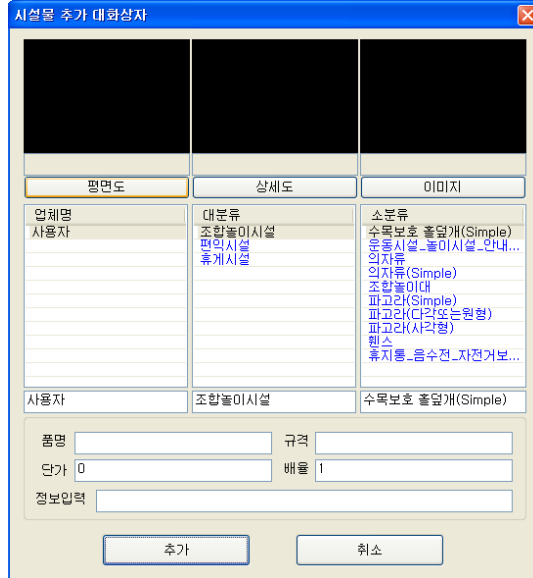 시설물 추가 대화상자
평면도
상세도
이미지
업체명
사용자
대분류
조합놀이시설
편익시설
휴게시설
소분류
수목보호 홀덮개(Simple)
운동시설_놀이시설_안내...
의자류
의자류(Simple)
조합놀이대
파고라(Simple)
파고라(다각또는원형)
파고라(사각형)
휀스
휴지통_음수전_자전거보...
사용자
조합놀이시설
수목보호 홀덮개(Simple)
품명
규격
단가 0
배율 1
정보입력
추가
취소